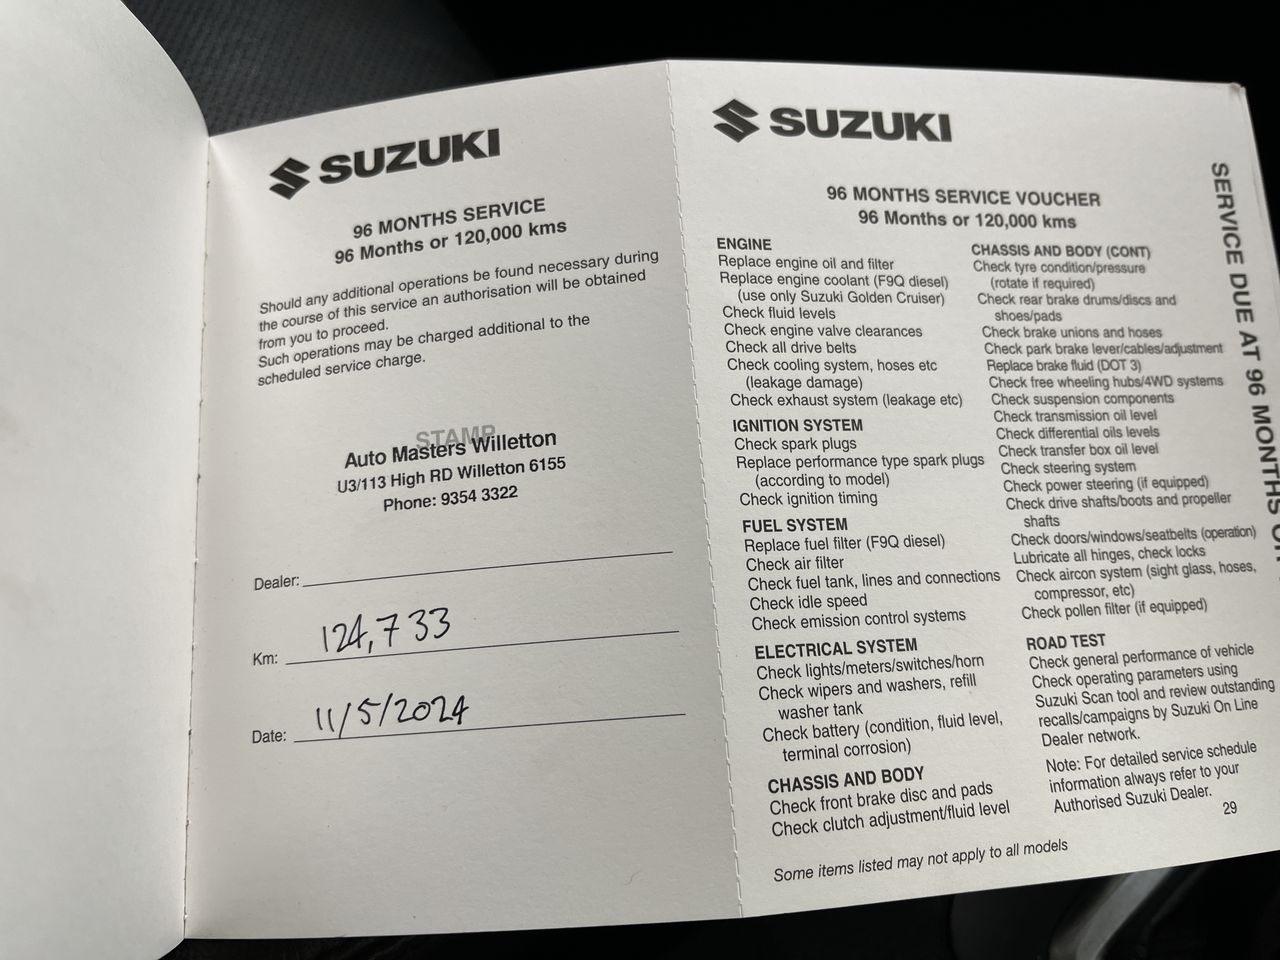 SUZUKI
96 MONTHS SERVICE
96 Months or 120,000 kms
Should any additional operations be found necessary during
the course of this service an authorisation will be obtained
from you to proceed.
Such operations may be charged additional to the
scheduled service charge.
STAMP
Auto Masters Willetton
U3/113 High RD Willetton 6155
Phone: 9354 3322
Dealer:
Km: 124,733
Date: 11/5/2024
SUZUKI
96 MONTHS SERVICE VOUCHER
96 Months or 120,000 kms
ENGINE
Replace engine oil and filter
Replace engine coolant (F9Q diesel)
(use only Suzuki Golden Cruiser)
Check fluid levels
Check engine valve clearances
Check all drive belts
Check cooling system, hoses etc
(leakage damage)
Check exhaust system (leakage etc)
IGNITION SYSTEM
Check spark plugs
Replace performance type spark plugs
(according to model)
Check ignition timing
FUEL SYSTEM
Replace fuel filter (F9Q diesel)
Check air filter
Check fuel tank, lines and connections
Check idle speed
Check emission control systems
ELECTRICAL SYSTEM
Check lights/meters/switches/horn
Check wipers and washers, refill
washer tank
Check battery (condition, fluid level,
terminal corrosion)
CHASSIS AND BODY
Check front brake disc and pads
Check clutch adjustment/fluid level
CHASSIS AND BODY (CONT)
Check tyre condition/pressure
(rotate if required)
Check rear brake drums/discs and
shoes/pads
Check brake unions and hoses
Check park brake lever/cables/adjustment
Replace brake fluid (DOT 3)
Check free wheeling hubs/4WD systems
Check suspension components
Check transmission oil level
Check differential oils levels
Check transfer box oil level
Check steering system
Check power steering (if equipped)
Check drive shafts/boots and propeller
shafts
Check doors/windows/seatbelts (operation)
Lubricate all hinges, check locks
Check aircon system (sight glass, hoses,
compressor, etc)
Check pollen filter (if equipped)
ROAD TEST
Check general performance of vehicle
Check operating parameters using
Suzuki Scan tool and review outstanding
recalls/campaigns by Suzuki On Line
Dealer network.
Note: For detailed service schedule
information always refer to your
Authorised Suzuki Dealer.
29
Some items listed may not apply to all models
SERVICE DUE AT 96 MONTHS